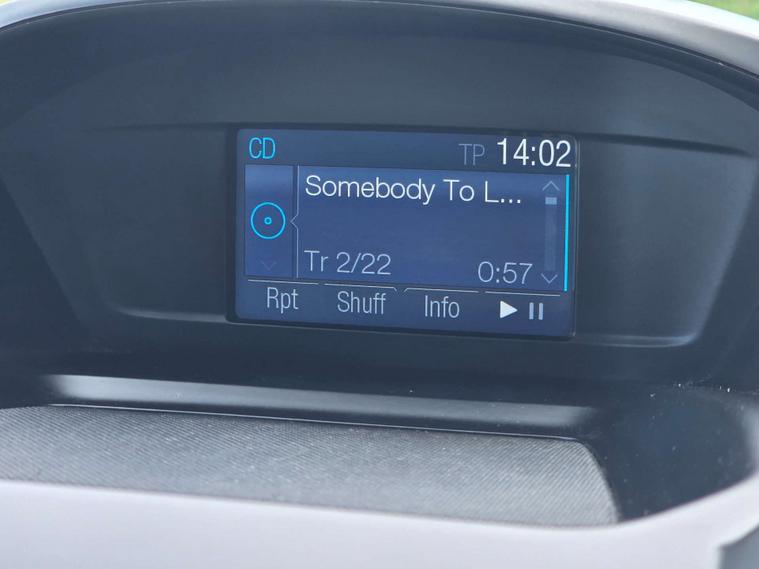 CD TP 14:02
Somebody To L...
Tr 2/22 0:57
Rpt Shuff Info